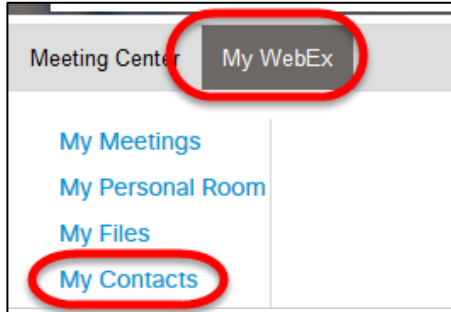 Meeting Center My WebEx
My Meetings
My Personal Room
My Files
My Contacts